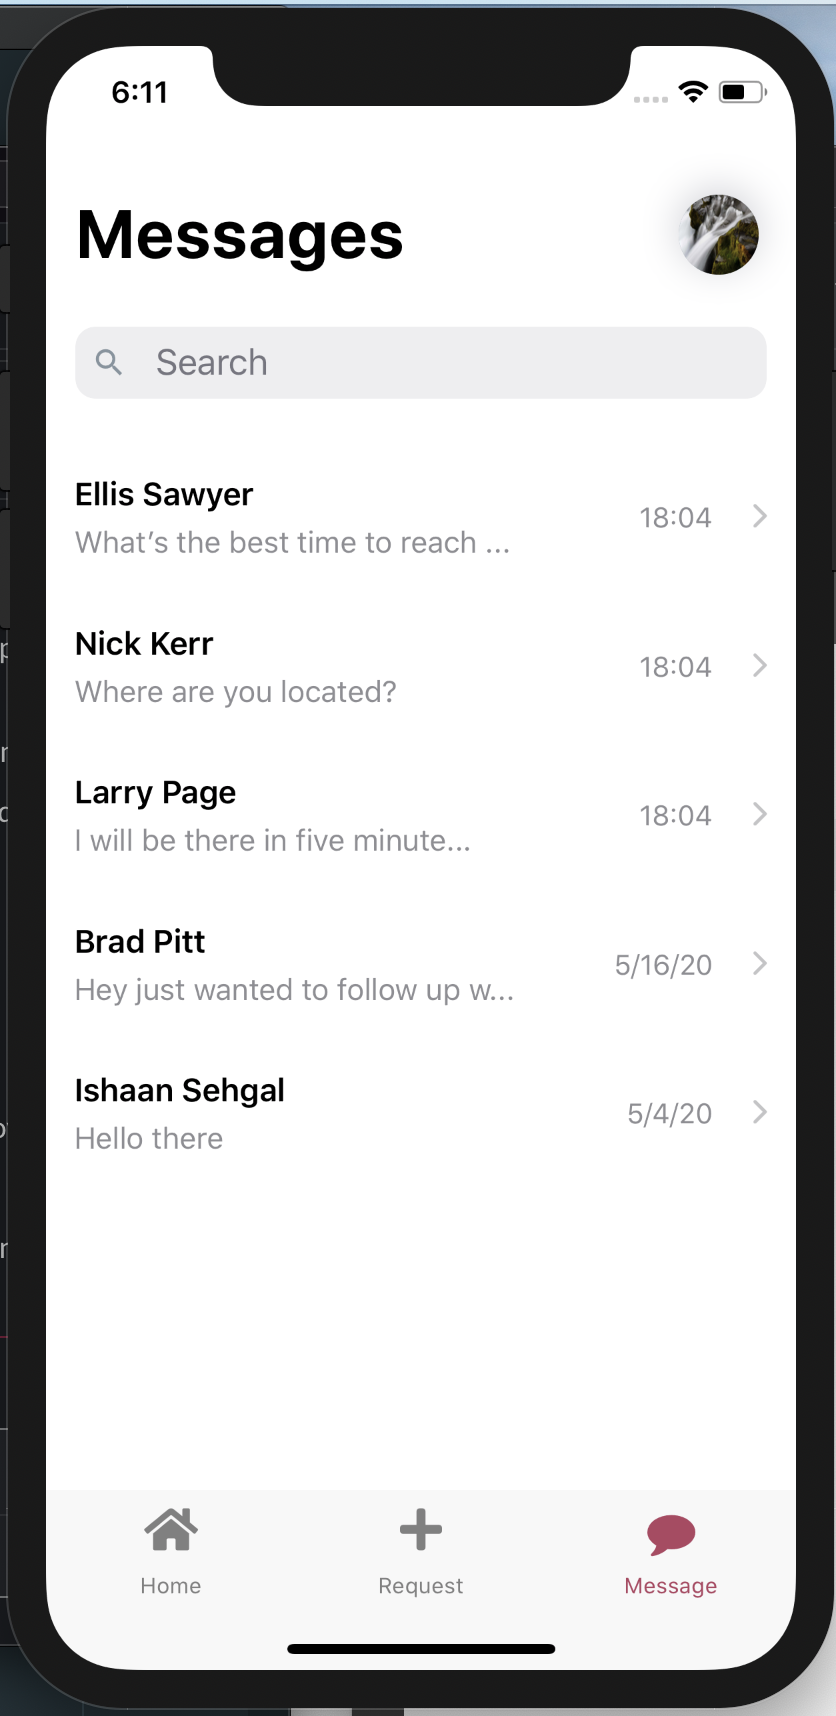 6:11
Messages
Search
Ellis Sawyer
What’s the best time to reach ...
18:04
Nick Kerr
Where are you located?
18:04
Larry Page
I will be there in five minute...
18:04
Brad Pitt
Hey just wanted to follow up w...
5/16/20
Ishaan Sehgal
Hello there
5/4/20
Home
Request
Message